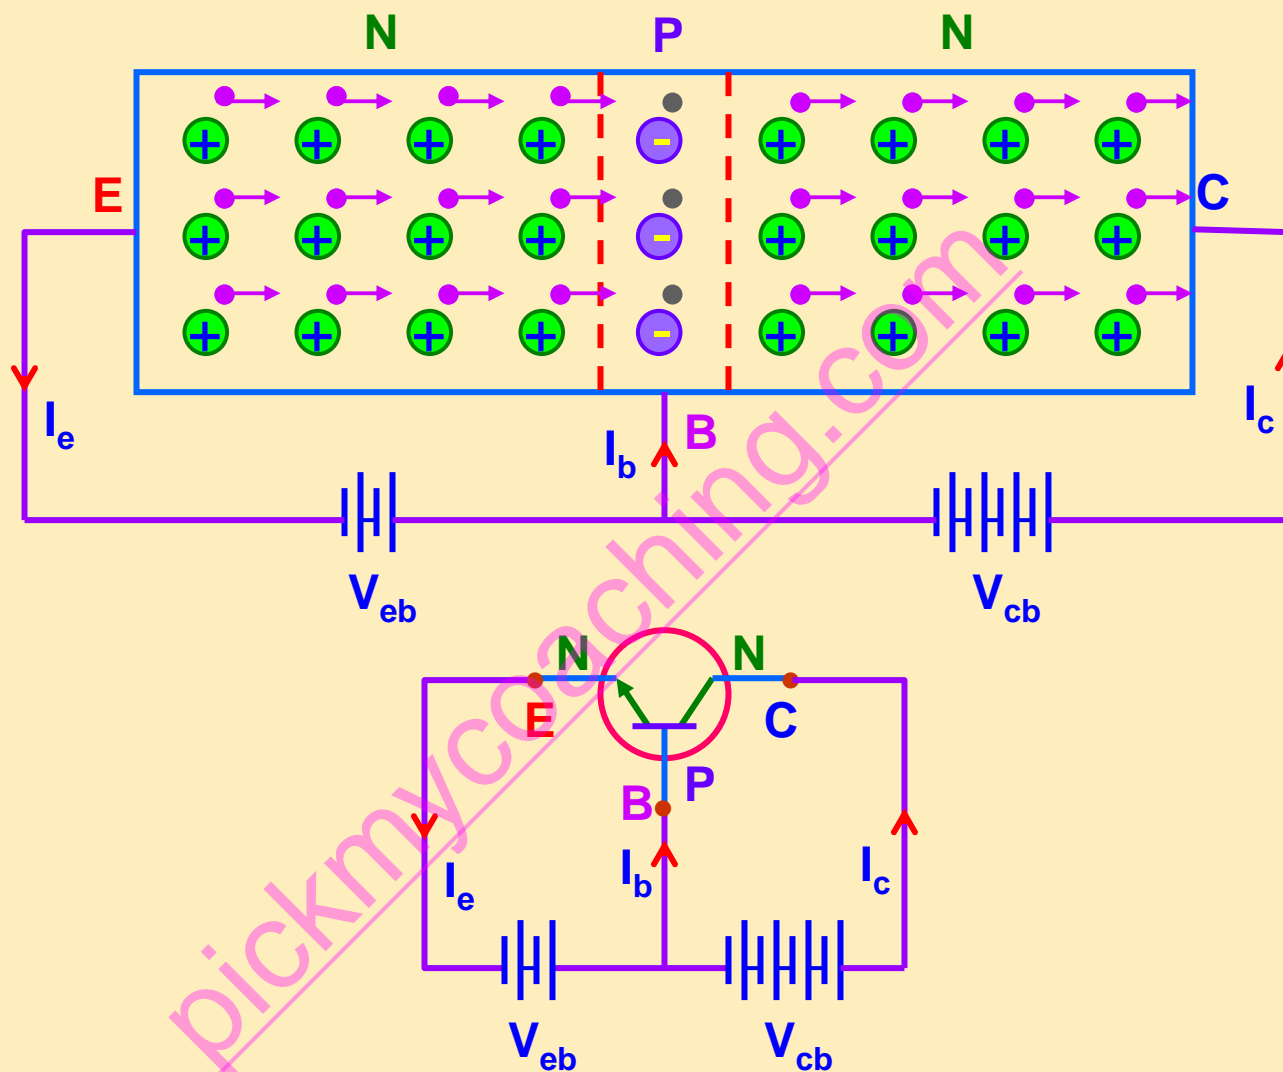 N P N
E C
+ + + + - + + + +
+ + + + - + + + +
+ + + + - + + + +
Ie Ib B Ic
Veb Vcb
N N
E C
B P
Ie Ib Ic
Veb Vcb
pickmycoaching.com